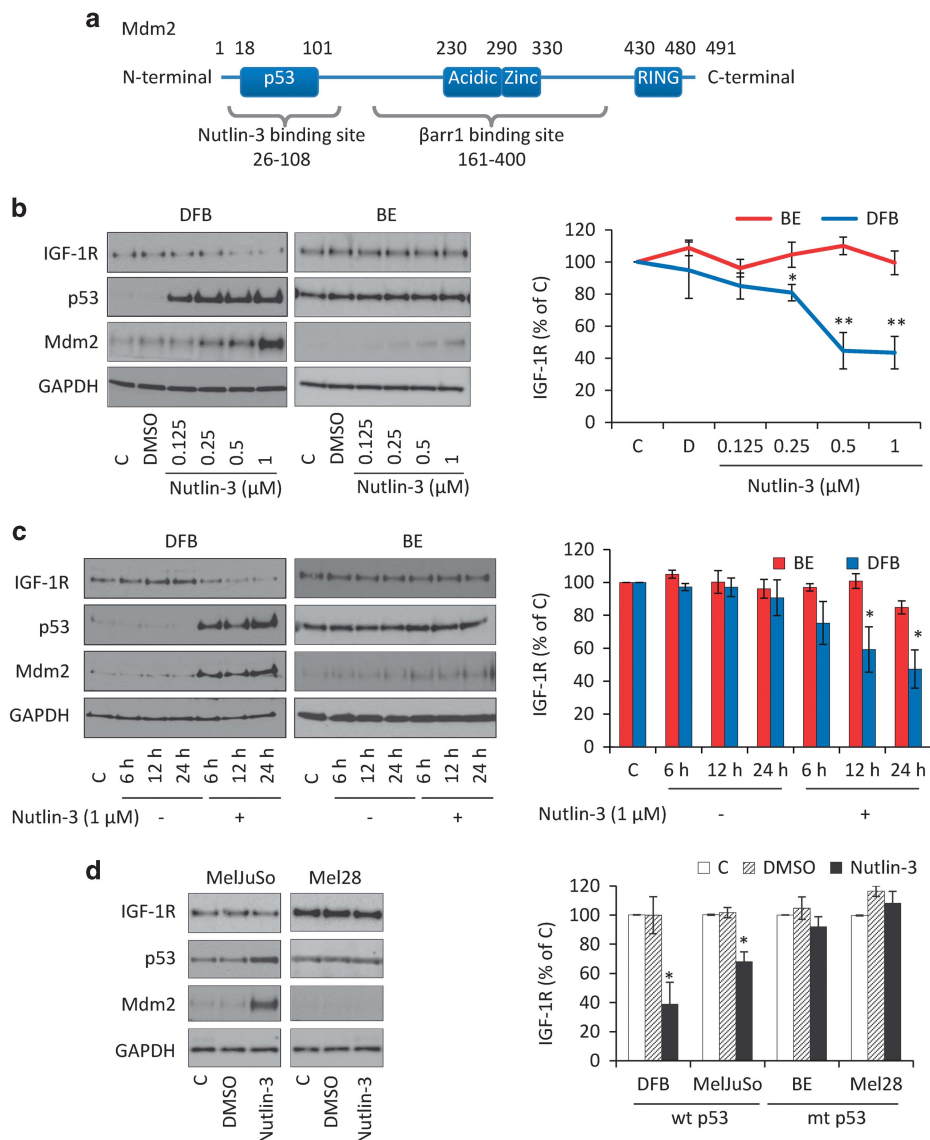 a
Mdm2
1 18 101 230 290 330 430 480 491
N-terminal p53 Acidic Zinc RING C-terminal
Nutlin-3 binding site βarr1 binding site
26-108 161-400
b
DFB BE
IGF-1R
p53
Mdm2
GAPDH
C DMSO 0.125 0.25 0.5 1 C DMSO 0.125 0.25 0.5 1
Nutlin-3 (μM) Nutlin-3 (μM)
BE DFB
IGF-1R (% of C)
120
100
80
60
40
20
0
* ** **
C D 0.125 0.25 0.5 1
Nutlin-3 (μM)
c
DFB BE
IGF-1R
p53
Mdm2
GAPDH
C 6 h 12 h 24 h 6 h 12 h 24 h C 6 h 12 h 24 h 6 h 12 h 24 h
Nutlin-3 (1 μM) - + - +
BE DFB
IGF-1R (% of C)
120
100
80
60
40
20
0
* *
C 6 h 12 h 24 h 6 h 12 h 24 h
Nutlin-3 (1 μM) - +
d
MelJuSo Mel28
IGF-1R
p53
Mdm2
GAPDH
C DMSO Nutlin-3 C DMSO Nutlin-3
C DMSO Nutlin-3
IGF-1R (% of C)
120
100
80
60
40
20
0
* *
DFB MelJuSo BE Mel28
wt p53 mt p53